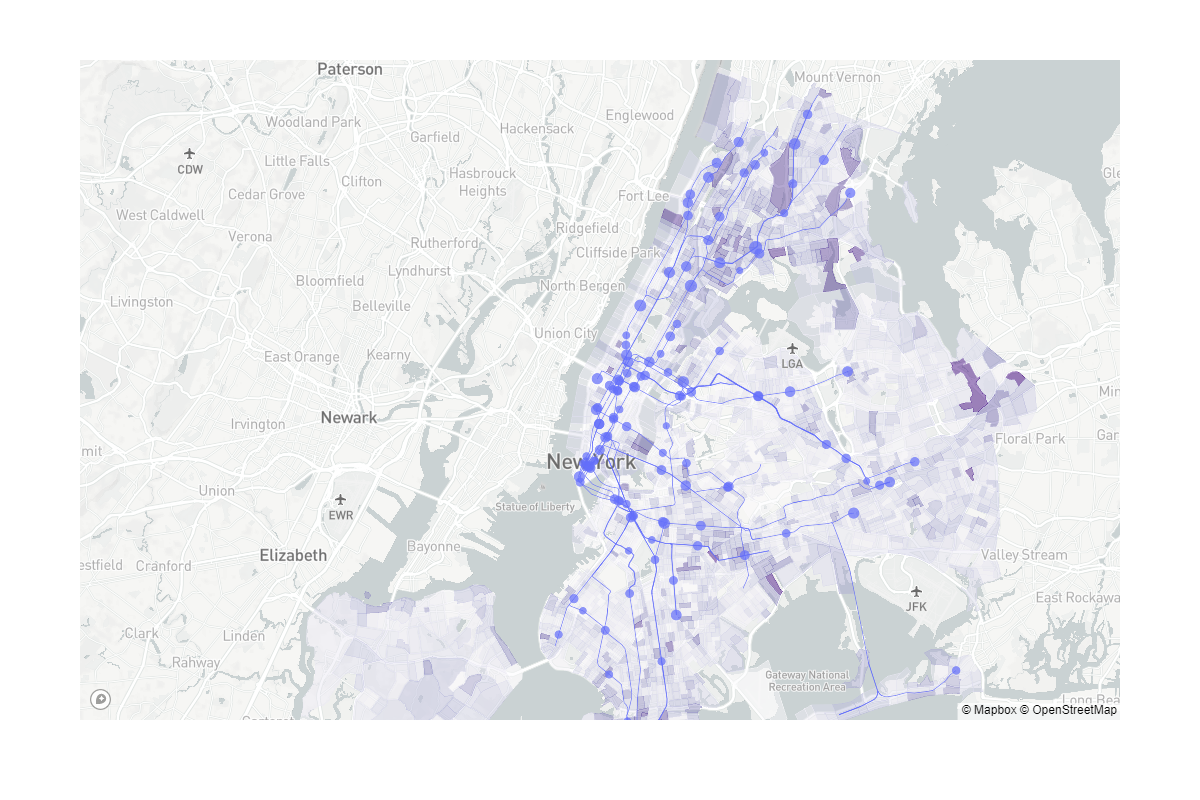 Paterson
Mount Vernon
Woodland Park
Englewood
Hackensack
Garfield
Little Falls
CDW
Hasbrouck
Heights
Clifton
Cedar Grove
Fort Lee
West Caldwell
Ridgefield
Verona
Rutherford
Cliffside Park
Lyndhurst
Bloomfield
North Bergen
Livingston
Belleville
Union City
East Orange
Kearny
LGA
Newark
Irvington
Floral Park
New York
Union
Statue of Liberty
EWR
Bayonne
Elizabeth
Valley Stream
Cranford
JFK
Clark
Linden
Rahway
Gateway National
Recreation Area
© Mapbox © OpenStreetMap